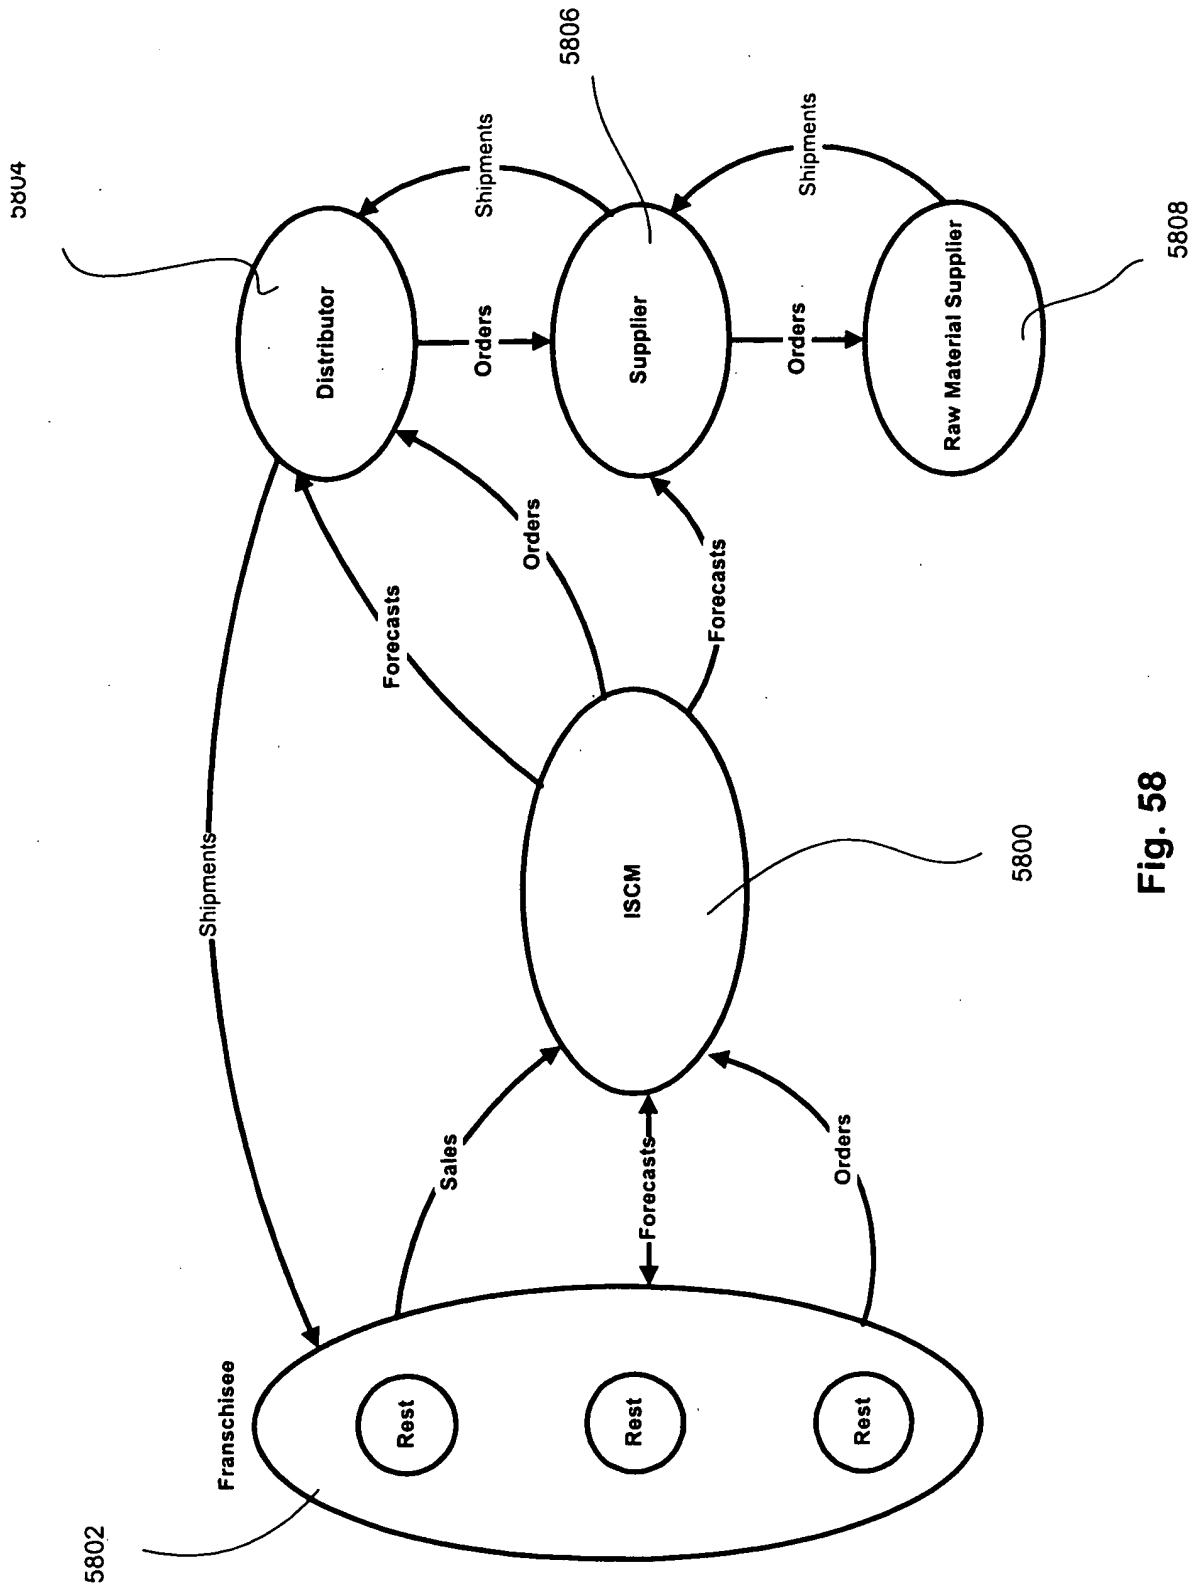 5804
5802
Shipments
Franschisee
Distributor
Forecasts
Rest
Sales
Orders
Shipments
Orders
5806
Rest
ISCM
Supplier
Forecasts
Forecasts
Orders
Shipments
Orders
Rest
Raw Material Supplier
5800
Fig. 58
5808